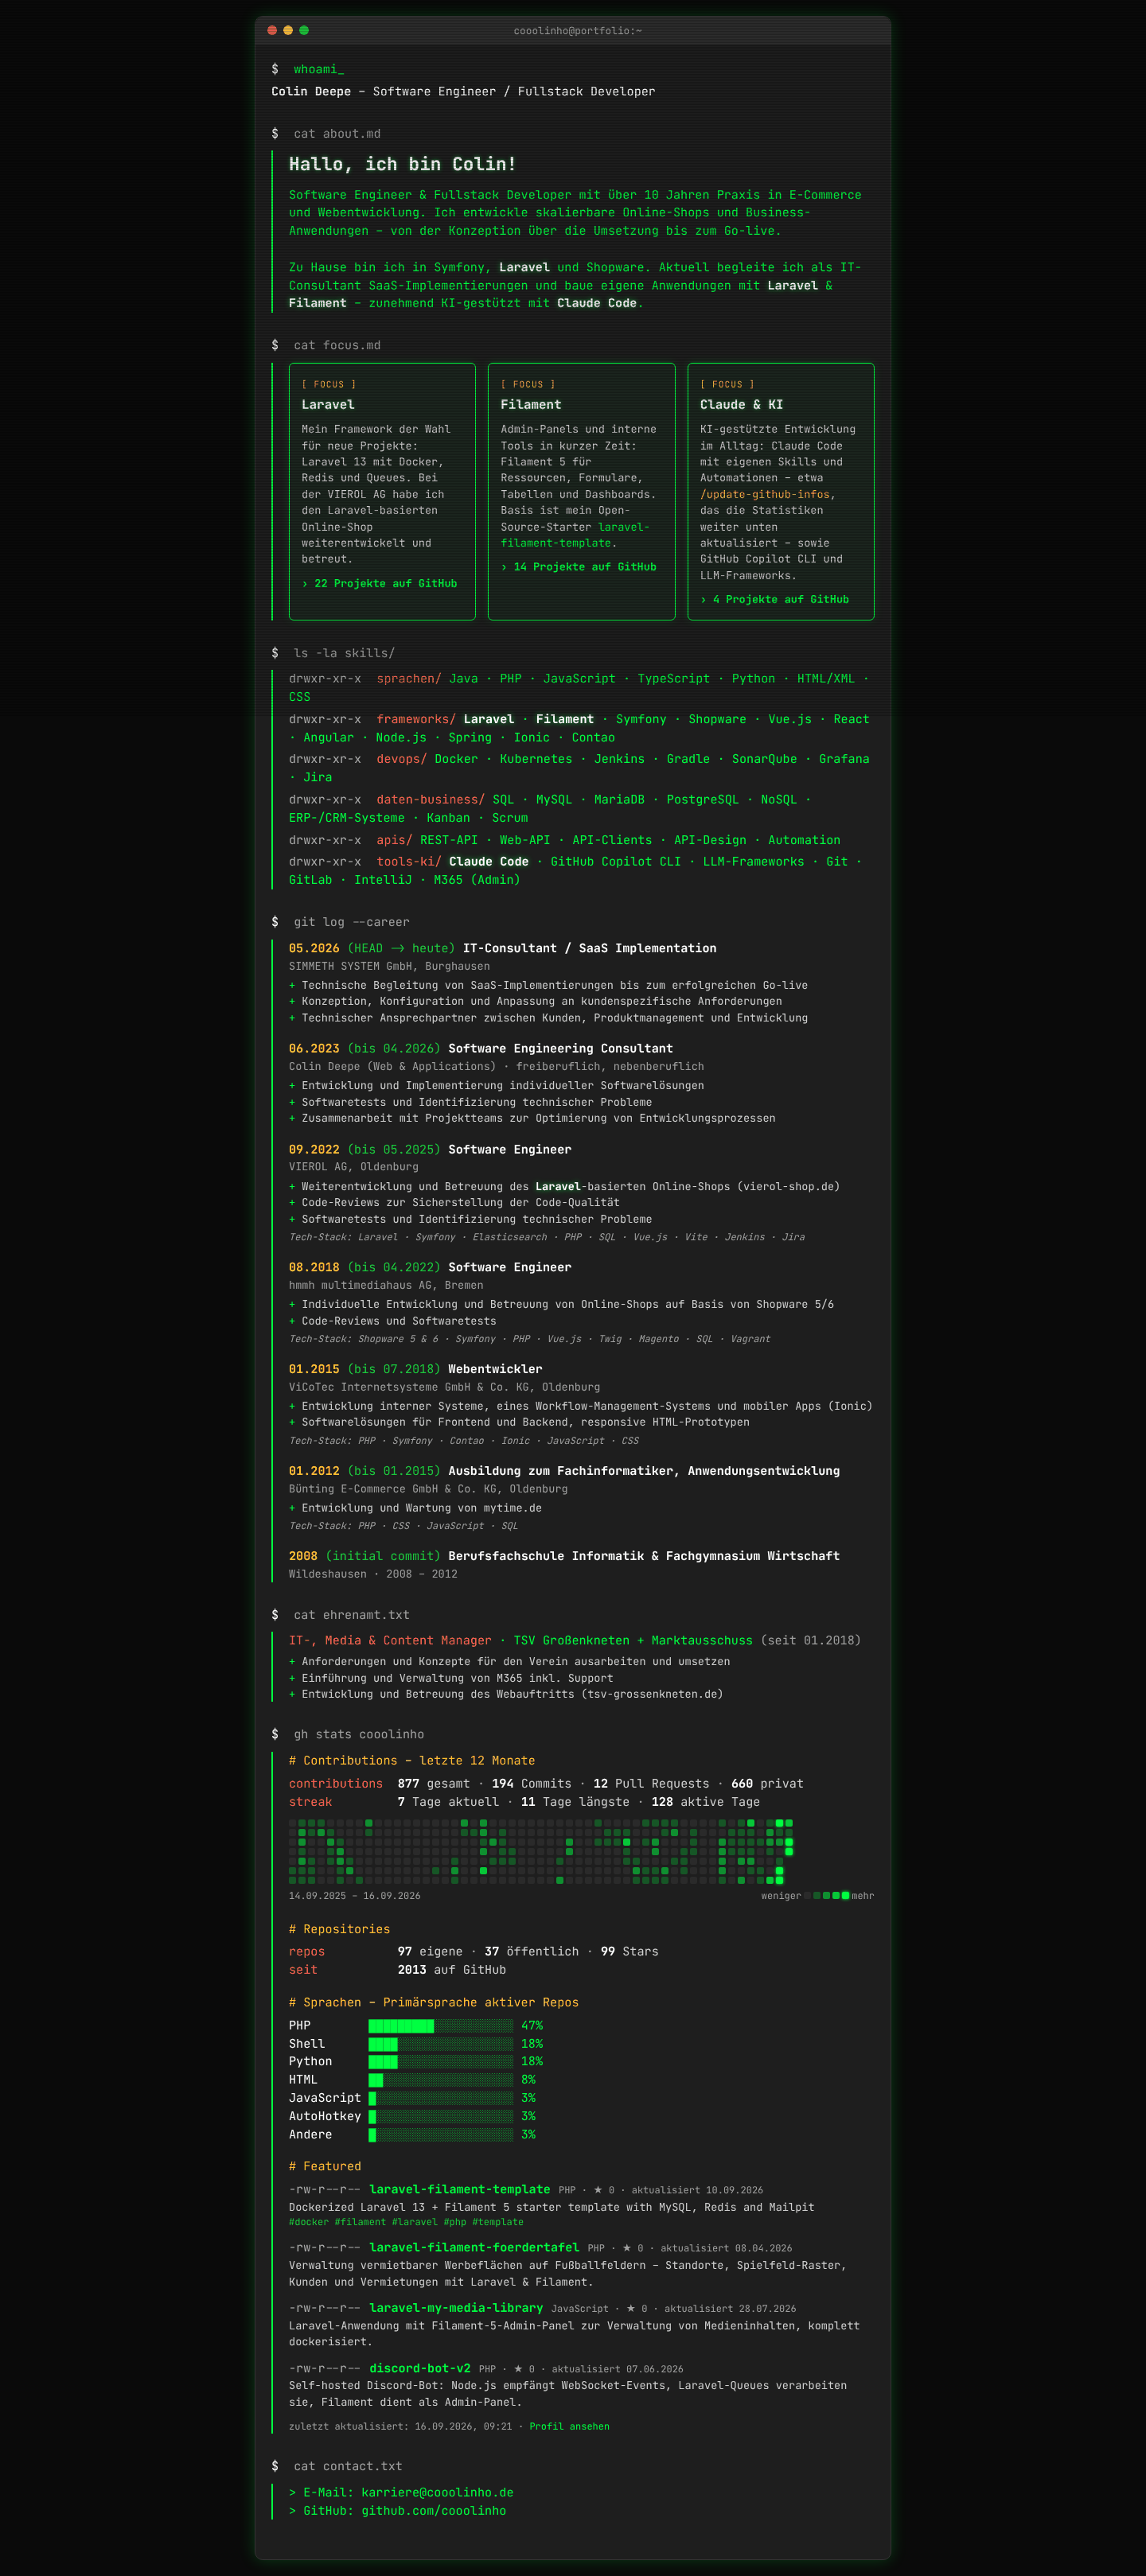 cooolinho@portfolio:~
$ whoami_
Colin Deepe – Software Engineer / Fullstack Developer
$ cat about.md
Hallo, ich bin Colin!
Software Engineer & Fullstack Developer mit über 10 Jahren Praxis in E-Commerce
und Webentwicklung. Ich entwickle skalierbare Online-Shops und Business-
Anwendungen – von der Konzeption über die Umsetzung bis zum Go-live.
Zu Hause bin ich in Symfony, Laravel und Shopware. Aktuell begleite ich als IT-
Consultant SaaS-Implementierungen und baue eigene Anwendungen mit Laravel &
Filament – zunehmend KI-gestützt mit Claude Code.
$ cat focus.md
[ FOCUS ]
Laravel
Mein Framework der Wahl
für neue Projekte:
Laravel 13 mit Docker,
Redis und Queues. Bei
der VIEROL AG habe ich
den Laravel-basierten
Online-Shop
weiterentwickelt und
betreut.
› 22 Projekte auf GitHub
[ FOCUS ]
Filament
Admin-Panels und interne
Tools in kurzer Zeit:
Filament 5 für
Ressourcen, Formulare,
Tabellen und Dashboards.
Basis ist mein Open-
Source-Starter laravel-
filament-template.
› 14 Projekte auf GitHub
[ FOCUS ]
Claude & KI
KI-gestützte Entwicklung
im Alltag: Claude Code
mit eigenen Skills und
Automationen – etwa
/update-github-infos,
das die Statistiken
weiter unten
aktualisiert – sowie
GitHub Copilot CLI und
LLM-Frameworks.
› 4 Projekte auf GitHub
$ ls -la skills/
drwxr-xr-x sprachen/ Java · PHP · JavaScript · TypeScript · Python · HTML/XML ·
CSS
drwxr-xr-x frameworks/ Laravel · Filament · Symfony · Shopware · Vue.js · React
· Angular · Node.js · Spring · Ionic · Contao
drwxr-xr-x devops/ Docker · Kubernetes · Jenkins · Gradle · SonarQube · Grafana
· Jira
drwxr-xr-x daten-business/ SQL · MySQL · MariaDB · PostgreSQL · NoSQL ·
ERP-/CRM-Systeme · Kanban · Scrum
drwxr-xr-x apis/ REST-API · Web-API · API-Clients · API-Design · Automation
drwxr-xr-x tools-ki/ Claude Code · GitHub Copilot CLI · LLM-Frameworks · Git ·
GitLab · IntelliJ · M365 (Admin)
$ git log --career
05.2026 (HEAD -> heute) IT-Consultant / SaaS Implementation
SIMMETH SYSTEM GmbH, Burghausen
+ Technische Begleitung von SaaS-Implementierungen bis zum erfolgreichen Go-live
+ Konzeption, Konfiguration und Anpassung an kundenspezifische Anforderungen
+ Technischer Ansprechpartner zwischen Kunden, Produktmanagement und Entwicklung
06.2023 (bis 04.2026) Software Engineering Consultant
Colin Deepe (Web & Applications) · freiberuflich, nebenberuflich
+ Entwicklung und Implementierung individueller Softwarelösungen
+ Softwaretests und Identifizierung technischer Probleme
+ Zusammenarbeit mit Projektteams zur Optimierung von Entwicklungsprozessen
09.2022 (bis 05.2025) Software Engineer
VIEROL AG, Oldenburg
+ Weiterentwicklung und Betreuung des Laravel-basierten Online-Shops (vierol-shop.de)
+ Code-Reviews zur Sicherstellung der Code-Qualität
+ Softwaretests und Identifizierung technischer Probleme
Tech-Stack: Laravel · Symfony · Elasticsearch · PHP · SQL · Vue.js · Vite · Jenkins · Jira
08.2018 (bis 04.2022) Software Engineer
hmmh multimediahaus AG, Bremen
+ Individuelle Entwicklung und Betreuung von Online-Shops auf Basis von Shopware 5/6
+ Code-Reviews und Softwaretests
Tech-Stack: Shopware 5 & 6 · Symfony · PHP · Vue.js · Twig · Magento · SQL · Vagrant
01.2015 (bis 07.2018) Webentwickler
ViCoTec Internetsysteme GmbH & Co. KG, Oldenburg
+ Entwicklung interner Systeme, eines Workflow-Management-Systems und mobiler Apps (Ionic)
+ Softwarelösungen für Frontend und Backend, responsive HTML-Prototypen
Tech-Stack: PHP · Symfony · Contao · Ionic · JavaScript · CSS
01.2012 (bis 01.2015) Ausbildung zum Fachinformatiker, Anwendungsentwicklung
Bünting E-Commerce GmbH & Co. KG, Oldenburg
+ Entwicklung und Wartung von mytime.de
Tech-Stack: PHP · CSS · JavaScript · SQL
2008 (initial commit) Berufsfachschule Informatik & Fachgymnasium Wirtschaft
Wildeshausen · 2008 – 2012
$ cat ehrenamt.txt
IT-, Media & Content Manager · TSV Großenkneten + Marktausschuss (seit 01.2018)
+ Anforderungen und Konzepte für den Verein ausarbeiten und umsetzen
+ Einführung und Verwaltung von M365 inkl. Support
+ Entwicklung und Betreuung des Webauftritts (tsv-grossenkneten.de)
$ gh stats cooolinho
# Contributions – letzte 12 Monate
contributions 877 gesamt · 194 Commits · 12 Pull Requests · 660 privat
streak 7 Tage aktuell · 11 Tage längste · 128 aktive Tage
14.09.2025 – 16.09.2026
weniger mehr
# Repositories
repos 97 eigene · 37 öffentlich · 99 Stars
seit 2013 auf GitHub
# Sprachen – Primärsprache aktiver Repos
PHP 47%
Shell 18%
Python 18%
HTML 8%
JavaScript 3%
AutoHotkey 3%
Andere 3%
# Featured
-rw-r--r-- laravel-filament-template PHP · ★ 0 · aktualisiert 10.09.2026
Dockerized Laravel 13 + Filament 5 starter template with MySQL, Redis and Mailpit
#docker #filament #laravel #php #template
-rw-r--r-- laravel-filament-foerdertafel PHP · ★ 0 · aktualisiert 08.04.2026
Verwaltung vermietbarer Werbeflächen auf Fußballfeldern – Standorte, Spielfeld-Raster,
Kunden und Vermietungen mit Laravel & Filament.
-rw-r--r-- laravel-my-media-library JavaScript · ★ 0 · aktualisiert 28.07.2026
Laravel-Anwendung mit Filament-5-Admin-Panel zur Verwaltung von Medieninhalten, komplett
dockerisiert.
-rw-r--r-- discord-bot-v2 PHP · ★ 0 · aktualisiert 07.06.2026
Self-hosted Discord-Bot: Node.js empfängt WebSocket-Events, Laravel-Queues verarbeiten
sie, Filament dient als Admin-Panel.
zuletzt aktualisiert: 16.09.2026, 09:21 · Profil ansehen
$ cat contact.txt
> E-Mail: karriere@cooolinho.de
> GitHub: github.com/cooolinho